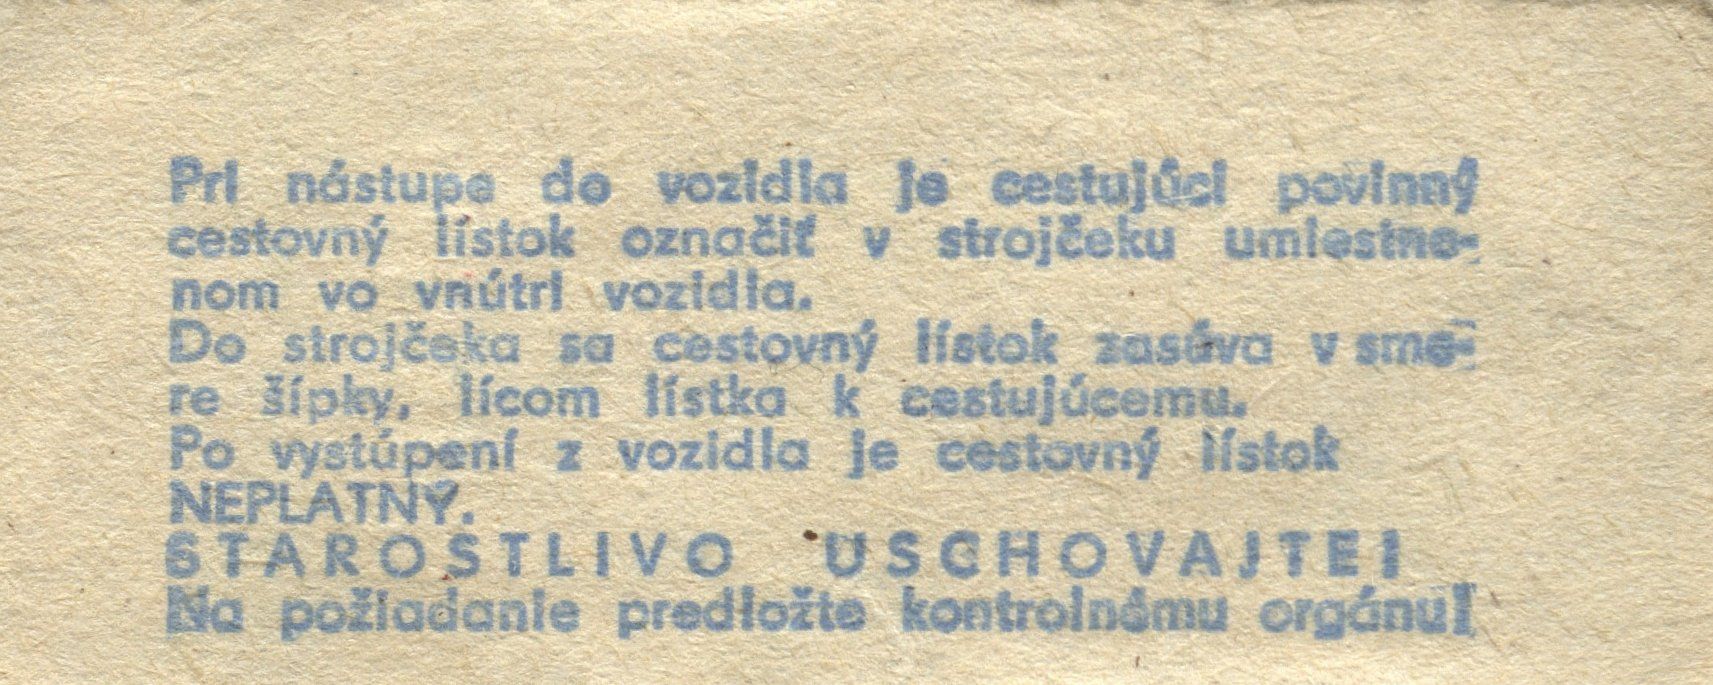 Pri nástupe do vozidla je cestujúci povinný
cestovný lístok označiť v strojčeku umiestne-
nom vo vnútri vozidla.
Do strojčeka sa cestovný lístok zasúva v sme-
re šípky, lícom lístka k cestujúcemu.
Po vystúpení z vozidla je cestovný lístok
NEPLATNÝ.
STAROSTLIVO USCHOVAJTE!
Na požiadanie predložte kontrolnému orgánu!